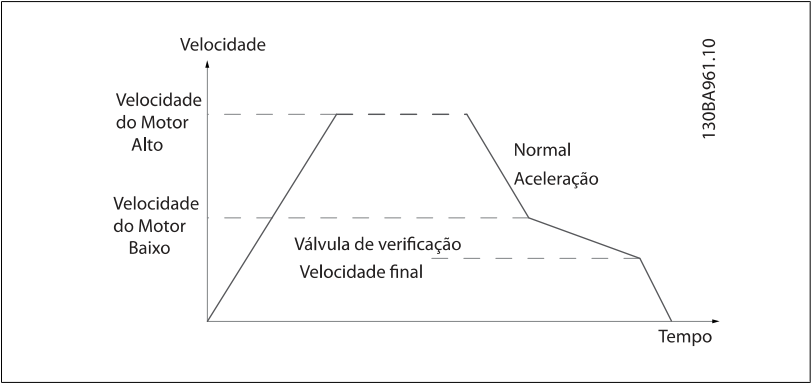 Velocidade
130BA961.10
Velocidade
do Motor
Alto
Normal
Aceleração
Velocidade
do Motor
Baixo
Válvula de verificação
Velocidade final
Tempo